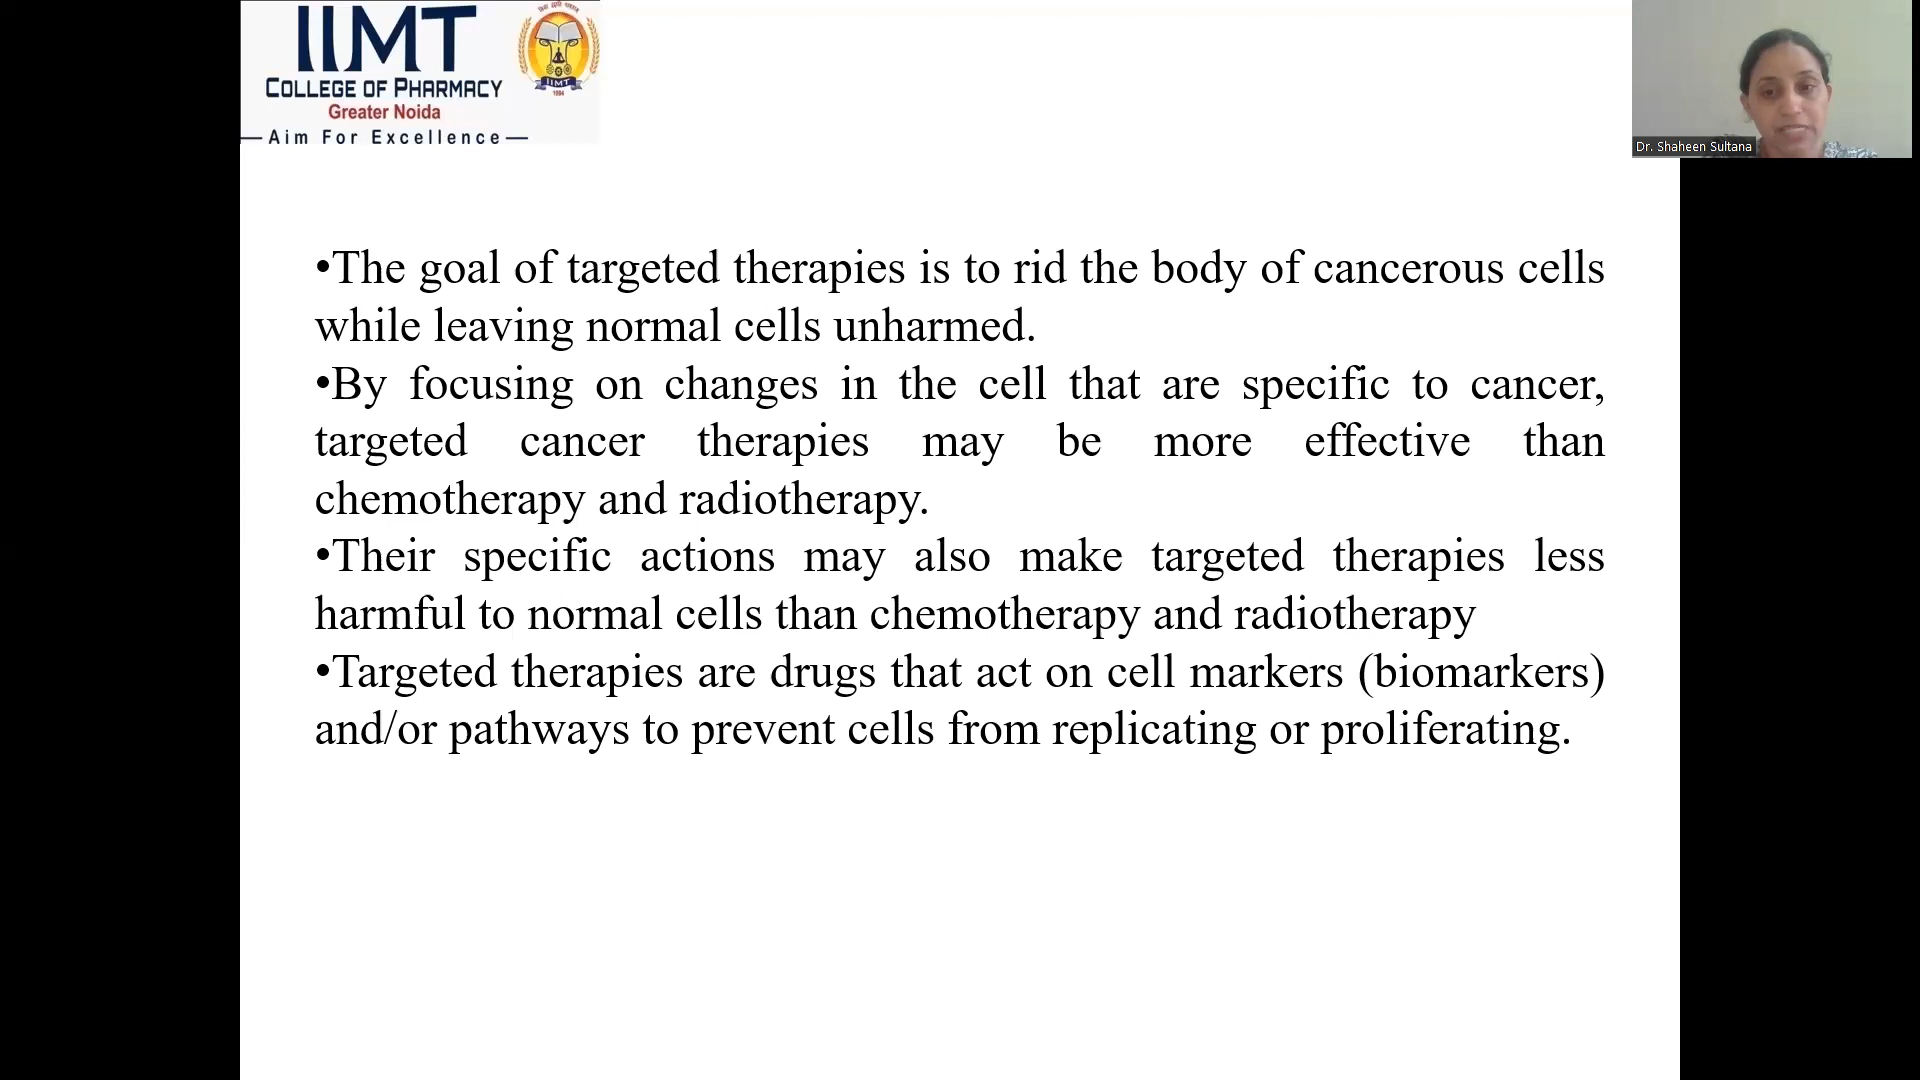 IIMT
COLLEGE OF PHARMACY
Greater Noida
Aim For Excellence
IIMT
Dr. Shaheen Sultana
•The goal of targeted therapies is to rid the body of cancerous cells
while leaving normal cells unharmed.
•By focusing on changes in the cell that are specific to cancer,
targeted cancer therapies may be more effective than
chemotherapy and radiotherapy.
•Their specific actions may also make targeted therapies less
harmful to normal cells than chemotherapy and radiotherapy
•Targeted therapies are drugs that act on cell markers (biomarkers)
and/or pathways to prevent cells from replicating or proliferating.